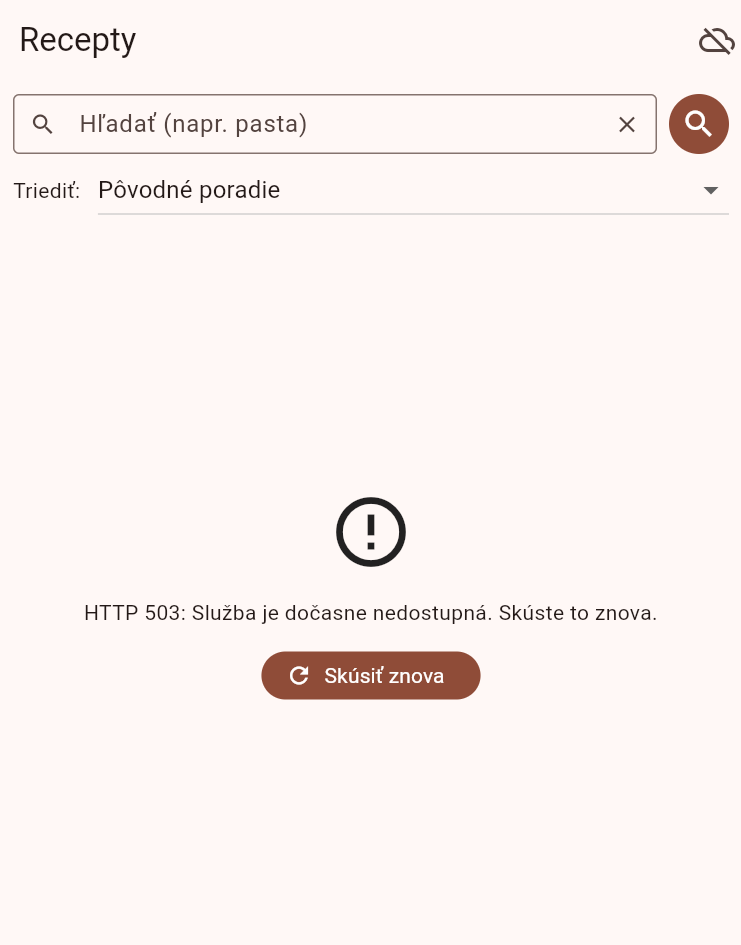 Recepty
Hľadať (napr. pasta)
Triediť: Pôvodné poradie
HTTP 503: Služba je dočasne nedostupná. Skúste to znova.
Skúsiť znova